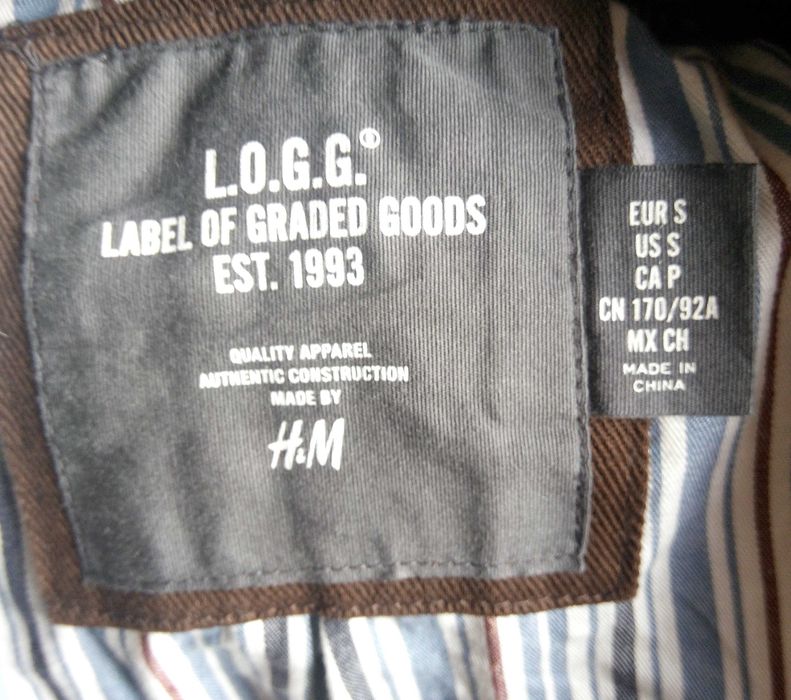 L.O.G.G.®
LABEL OF GRADED GOODS
EST. 1993
QUALITY APPAREL
AUTHENTIC CONSTRUCTION
MADE BY
H&M
EUR S
US S
CA P
CN 170/92A
MX CH
MADE IN
CHINA